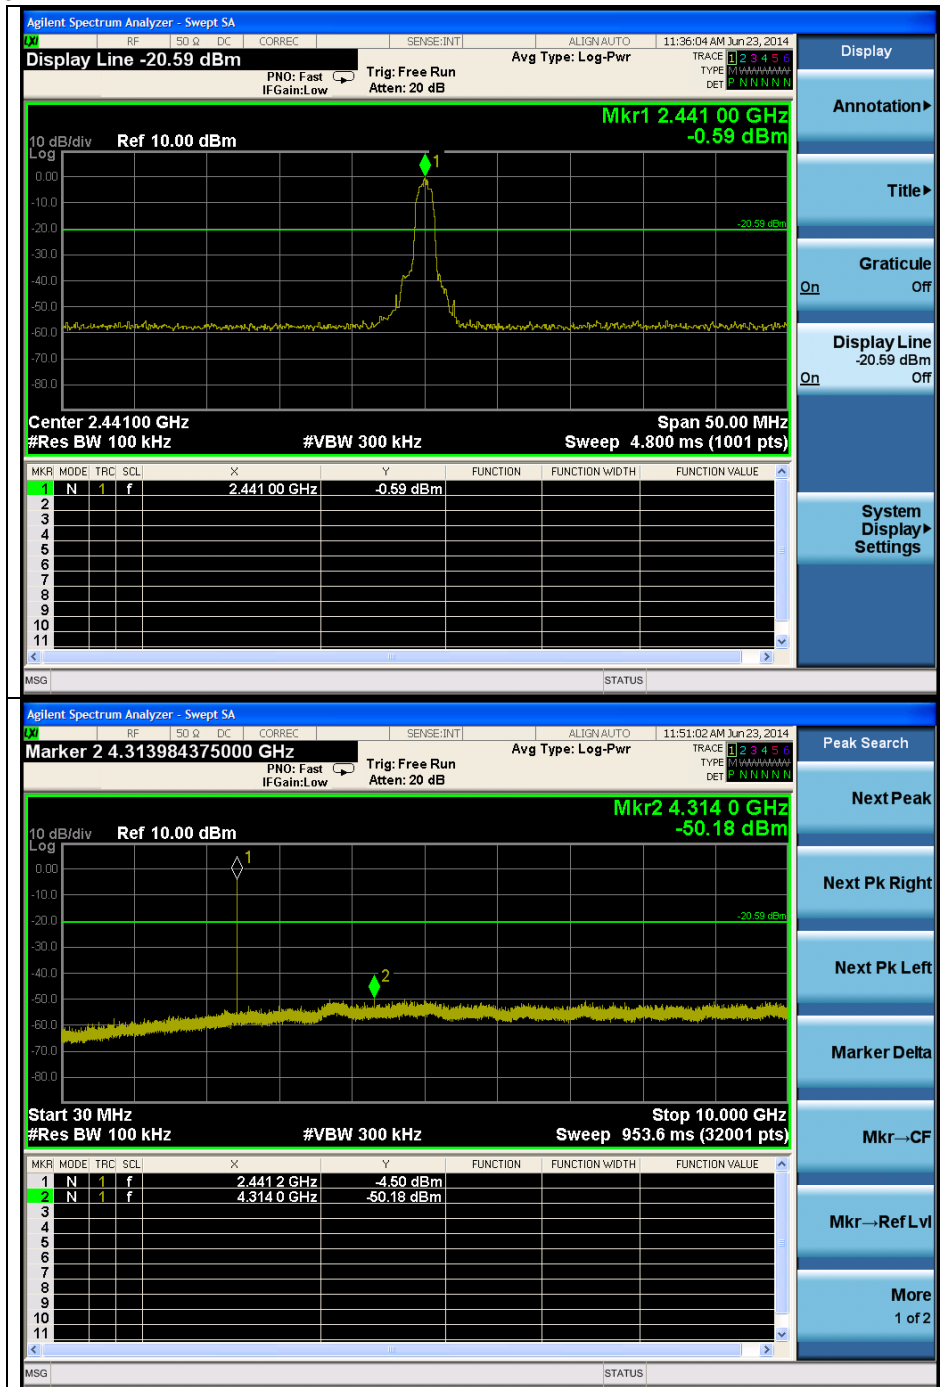 Agilent Spectrum Analyzer - Swept SA
LXI RF 50 Ω DC CORREC SENSE:INT ALIGN AUTO 11:36:04 AM Jun 23, 2014
Display Line -20.59 dBm
PNO: Fast
IFGain:Low
Trig: Free Run
Atten: 20 dB
Avg Type: Log-Pwr
TRACE 1 2 3 4 5 6
TYPE M W W W W W
DET P N N N N N
Mkr1 2.441 00 GHz
-0.59 dBm
10 dB/div Ref 10.00 dBm
Log
1
0.00
-10.0
-20.0
-20.59 dBm
-30.0
-40.0
-50.0
-60.0
-70.0
-80.0
Center 2.44100 GHz Span 50.00 MHz
#Res BW 100 kHz #VBW 300 kHz Sweep 4.800 ms (1001 pts)
MKR MODE TRC SCL X Y FUNCTION FUNCTION WIDTH FUNCTION VALUE
1 N 1 f 2.441 00 GHz -0.59 dBm
2
3
4
5
6
7
8
9
10
11
MSG STATUS
Display
Annotation
Title
Graticule
On Off
Display Line
-20.59 dBm
On Off
System
Display
Settings
Agilent Spectrum Analyzer - Swept SA
LXI RF 50 Ω DC CORREC SENSE:INT ALIGN AUTO 11:51:02 AM Jun 23, 2014
Marker 2 4.313984375000 GHz
PNO: Fast
IFGain:Low
Trig: Free Run
Atten: 20 dB
Avg Type: Log-Pwr
TRACE 1 2 3 4 5 6
TYPE M W W W W W
DET P N N N N N
Mkr2 4.314 0 GHz
-50.18 dBm
10 dB/div Ref 10.00 dBm
Log
1
0.00
-10.0
-20.0
-20.59 dBm
-30.0
-40.0
2
-50.0
-60.0
-70.0
-80.0
Start 30 MHz Stop 10.000 GHz
#Res BW 100 kHz #VBW 300 kHz Sweep 953.6 ms (32001 pts)
MKR MODE TRC SCL X Y FUNCTION FUNCTION WIDTH FUNCTION VALUE
1 N 1 f 2.441 2 GHz -4.50 dBm
2 N 1 f 4.314 0 GHz -50.18 dBm
3
4
5
6
7
8
9
10
11
MSG STATUS
Peak Search
Next Peak
Next Pk Right
Next Pk Left
Marker Delta
Mkr→CF
Mkr→Ref Lvl
More
1 of 2